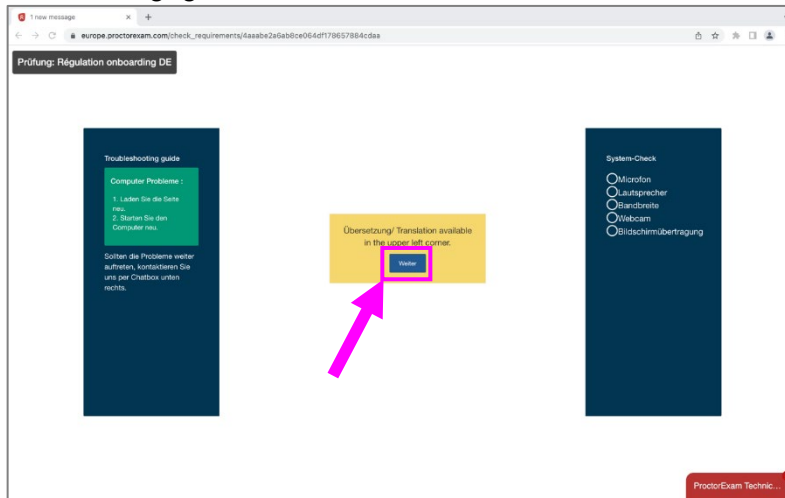 1 new message
europe.proctorexam.com/check_requirements/4aaabe2a6ab8ce064df178657884cdaa
Prüfung: Régulation onboarding DE
Troubleshooting guide
Computer Probleme :
1. Laden Sie die Seite
neu.
2. Starten Sie den
Computer neu.
Sollten die Probleme weiter
auftreten, kontaktieren Sie
uns per Chatbox unten
rechts.
Übersetzung/ Translation available
in the upper left corner.
Weiter
System-Check
Microfon
Lautsprecher
Bandbreite
Webcam
Bildschirmübertragung
ProctorExam Technic...